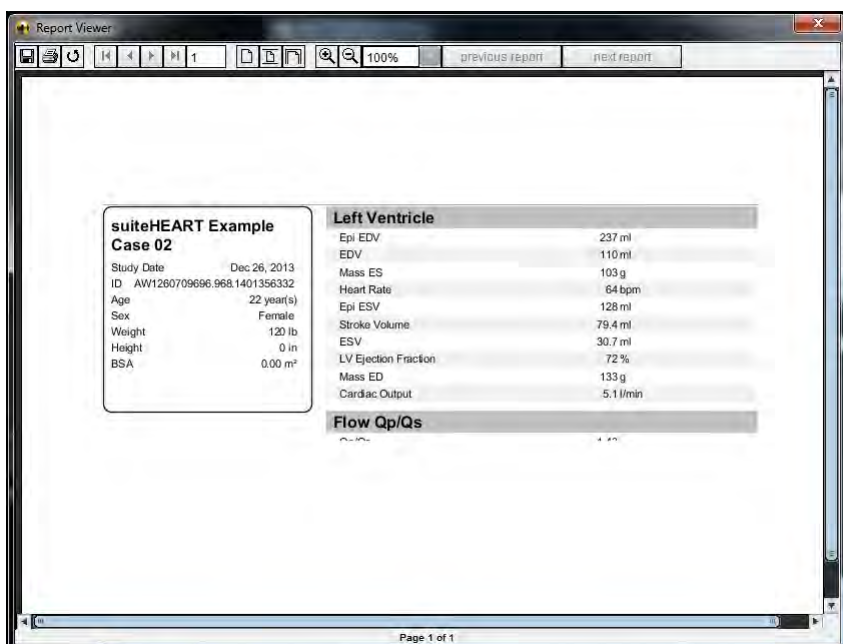 Report Viewer
1
100%
previous report
next report
suiteHEART Example
Case 02
Study Date Dec 26, 2013
ID AW1260709696.968.1401356332
Age 22 year(s)
Sex Female
Weight 120 lb
Height 0 in
BSA 0.00 m²
Left Ventricle
Epi EDV 237 ml
EDV 110 ml
Mass ES 103 g
Heart Rate 64 bpm
Epi ESV 128 ml
Stroke Volume 79.4 ml
ESV 30.7 ml
LV Ejection Fraction 72 %
Mass ED 133 g
Cardiac Output 5.1 l/min
Flow Qp/Qs
Page 1 of 1